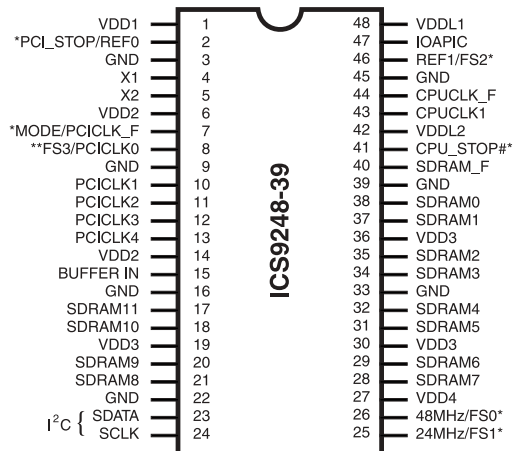 VDD1 1 48 VDDL1
*PCI_STOP/REF0 2 47 IOAPIC
GND 3 46 REF1/FS2*
X1 4 45 GND
X2 5 44 CPUCLK_F
VDD2 6 43 CPUCLK1
*MODE/PCICLK_F 7 42 VDDL2
**FS3/PCICLK0 8 41 CPU_STOP#*
GND 9 40 SDRAM_F
PCICLK1 10 39 GND
PCICLK2 11 38 SDRAM0
PCICLK3 12 37 SDRAM1
PCICLK4 13 36 VDD3
VDD2 14 35 SDRAM2
BUFFER IN 15 34 SDRAM3
GND 16 33 GND
SDRAM11 17 32 SDRAM4
SDRAM10 18 31 SDRAM5
VDD3 19 30 VDD3
SDRAM9 20 29 SDRAM6
SDRAM8 21 28 SDRAM7
GND 22 27 VDD4
I²C { SDATA 23 26 48MHz/FS0*
SCLK 24 25 24MHz/FS1*
ICS9248-39